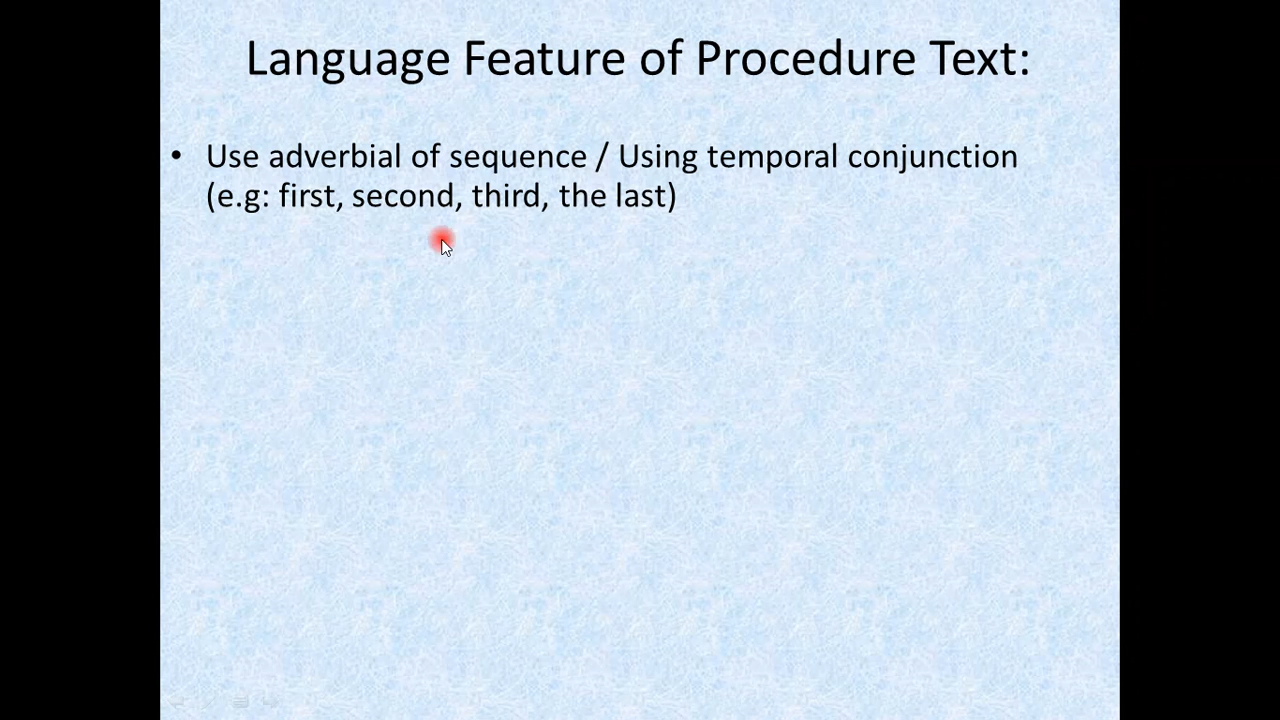 Language Feature of Procedure Text:
• Use adverbial of sequence / Using temporal conjunction
(e.g: first, second, third, the last)